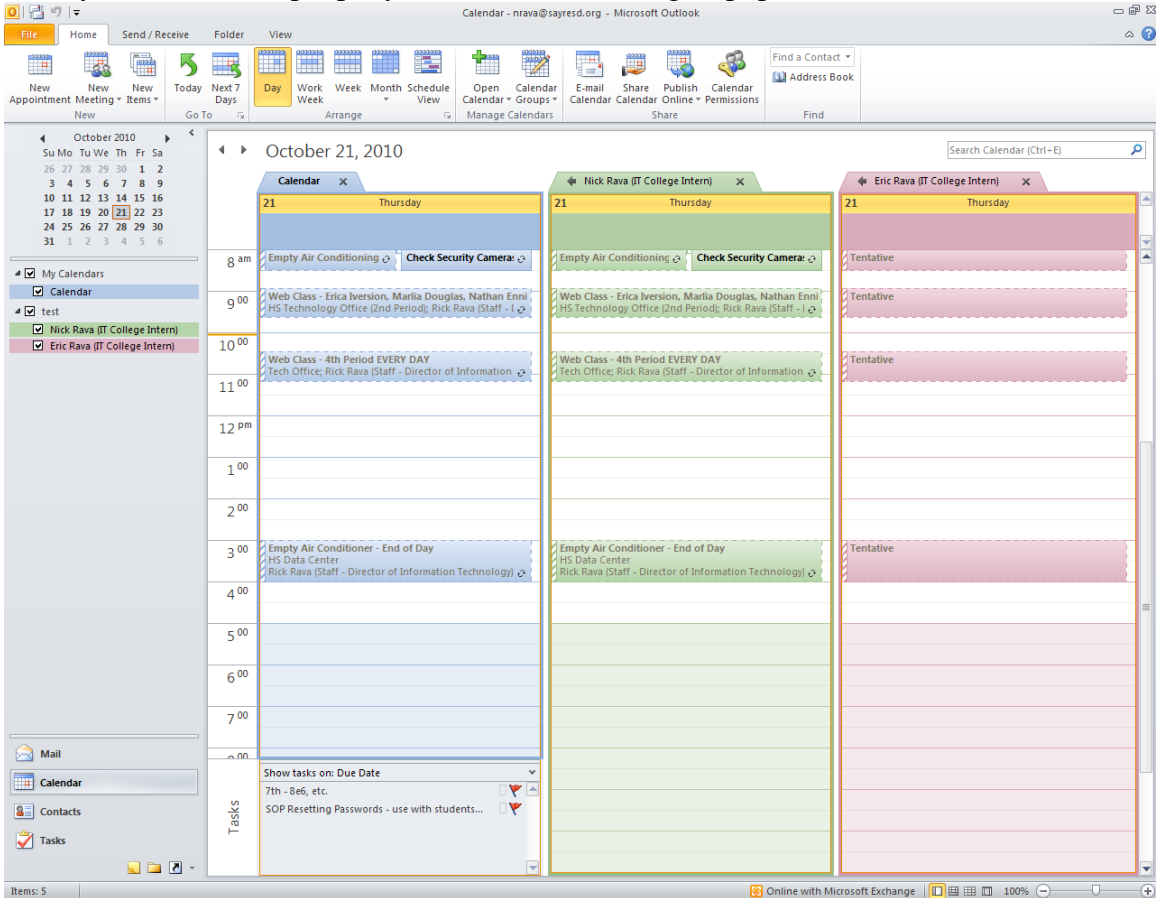 Calendar - nrava@sayresd.org - Microsoft Outlook
File Home Send / Receive Folder View
New Appointment
New Meeting
New Items
Today
Next 7 Days
Day
Work Week
Week
Month
Schedule View
Open Calendar
Calendar Groups
E-mail Calendar
Share Calendar
Publish Online
Calendar Permissions
Find a Contact
Address Book
New Go To Arrange Manage Calendars Share Find
October 2010
Su Mo Tu We Th Fr Sa
26 27 28 29 30 1 2
3 4 5 6 7 8 9
10 11 12 13 14 15 16
17 18 19 20 21 22 23
24 25 26 27 28 29 30
31 1 2 3 4 5 6
My Calendars
Calendar
test
Nick Rava (IT College Intern)
Eric Rava (IT College Intern)
Mail
Calendar
Contacts
Tasks
October 21, 2010
Search Calendar (Ctrl+E)
Calendar
Nick Rava (IT College Intern)
Eric Rava (IT College Intern)
21 Thursday
21 Thursday
21 Thursday
8 am
9 00
10 00
11 00
12 pm
1 00
2 00
3 00
4 00
5 00
6 00
7 00
Empty Air Conditioning
Check Security Camera:
Web Class - Erica Iversion, Marlia Douglas, Nathan Enni
HS Technology Office (2nd Period); Rick Rava (Staff - I
Web Class - 4th Period EVERY DAY
Tech Office; Rick Rava (Staff - Director of Information
Empty Air Conditioner - End of Day
HS Data Center
Rick Rava (Staff - Director of Information Technology)
Empty Air Conditioning
Check Security Camera:
Web Class - Erica Iversion, Marlia Douglas, Nathan Enni
HS Technology Office (2nd Period); Rick Rava (Staff - I
Web Class - 4th Period EVERY DAY
Tech Office; Rick Rava (Staff - Director of Information
Empty Air Conditioner - End of Day
HS Data Center
Rick Rava (Staff - Director of Information Technology)
Tentative
Tentative
Tentative
Tentative
Tasks
Show tasks on: Due Date
7th - 8e6, etc.
SOP Resetting Passwords - use with students...
Items: 5
Online with Microsoft Exchange
100%